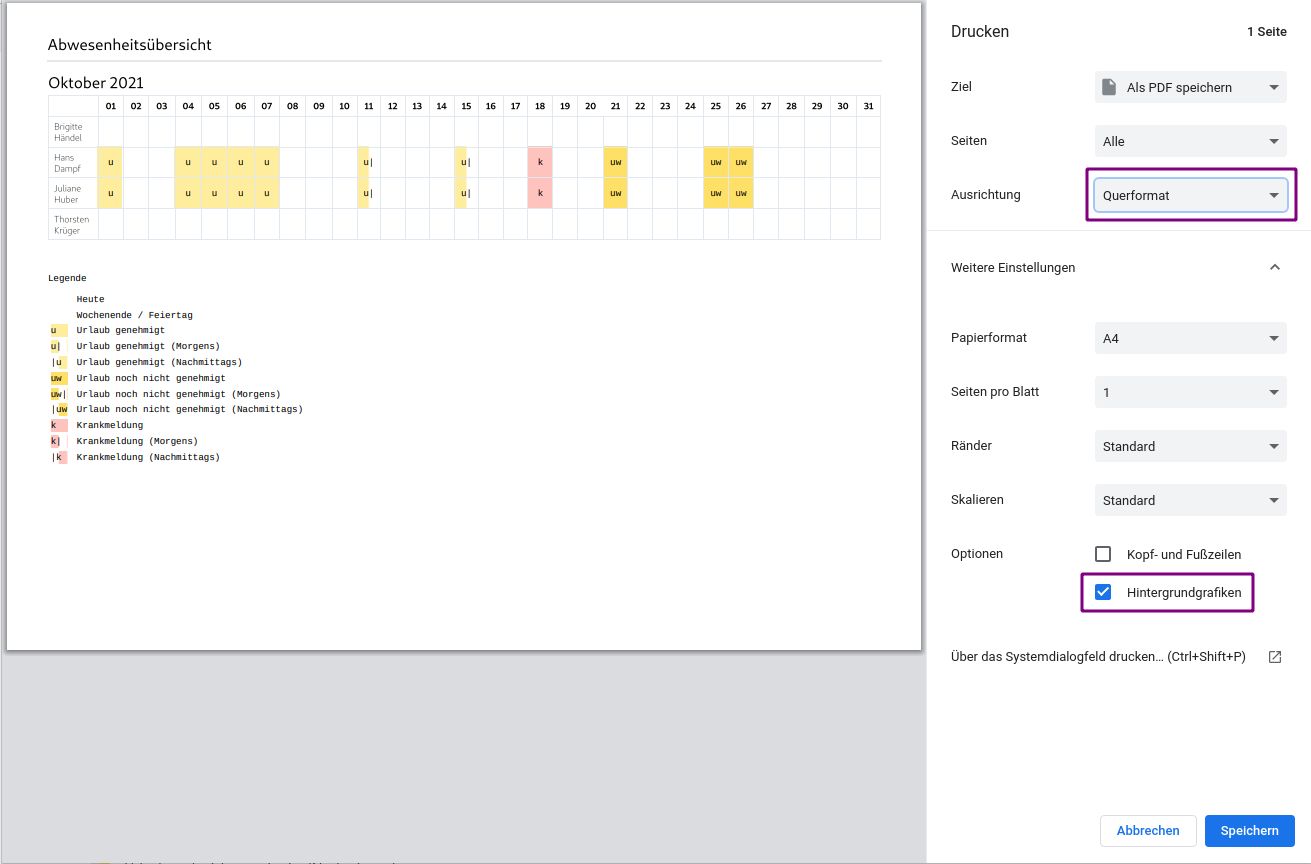 Abwesenheitsübersicht
Oktober 2021
01 02 03 04 05 06 07 08 09 10 11 12 13 14 15 16 17 18 19 20 21 22 23 24 25 26 27 28 29 30 31
Brigitte
Händel
Hans
Dampf
u u u u u u| u| k uw uw uw
Juliane
Huber
u u u u u u| u| k uw uw uw
Thorsten
Krüger
Legende
Heute
Wochenende / Feiertag
u Urlaub genehmigt
u| Urlaub genehmigt (Morgens)
|u Urlaub genehmigt (Nachmittags)
uw Urlaub noch nicht genehmigt
uw| Urlaub noch nicht genehmigt (Morgens)
|uw Urlaub noch nicht genehmigt (Nachmittags)
k Krankmeldung
k| Krankmeldung (Morgens)
|k Krankmeldung (Nachmittags)
Drucken 1 Seite
Ziel Als PDF speichern
Seiten Alle
Ausrichtung Querformat
Weitere Einstellungen
Papierformat A4
Seiten pro Blatt 1
Ränder Standard
Skalieren Standard
Optionen Kopf- und Fußzeilen
Hintergrundgrafiken
Über das Systemdialogfeld drucken... (Ctrl+Shift+P)
Abbrechen Speichern